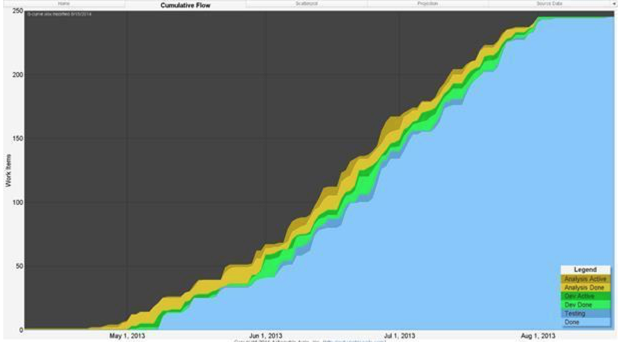 Home
Cumulative Flow
Scatterplot
Projection
Source Data
250
200
150
100
50
0
Work Items
May 1, 2013
Jun 1, 2013
Jul 1, 2013
Aug 1, 2013
Legend
Analysis Active
Analysis Done
Dev Active
Dev Done
Testing
Done